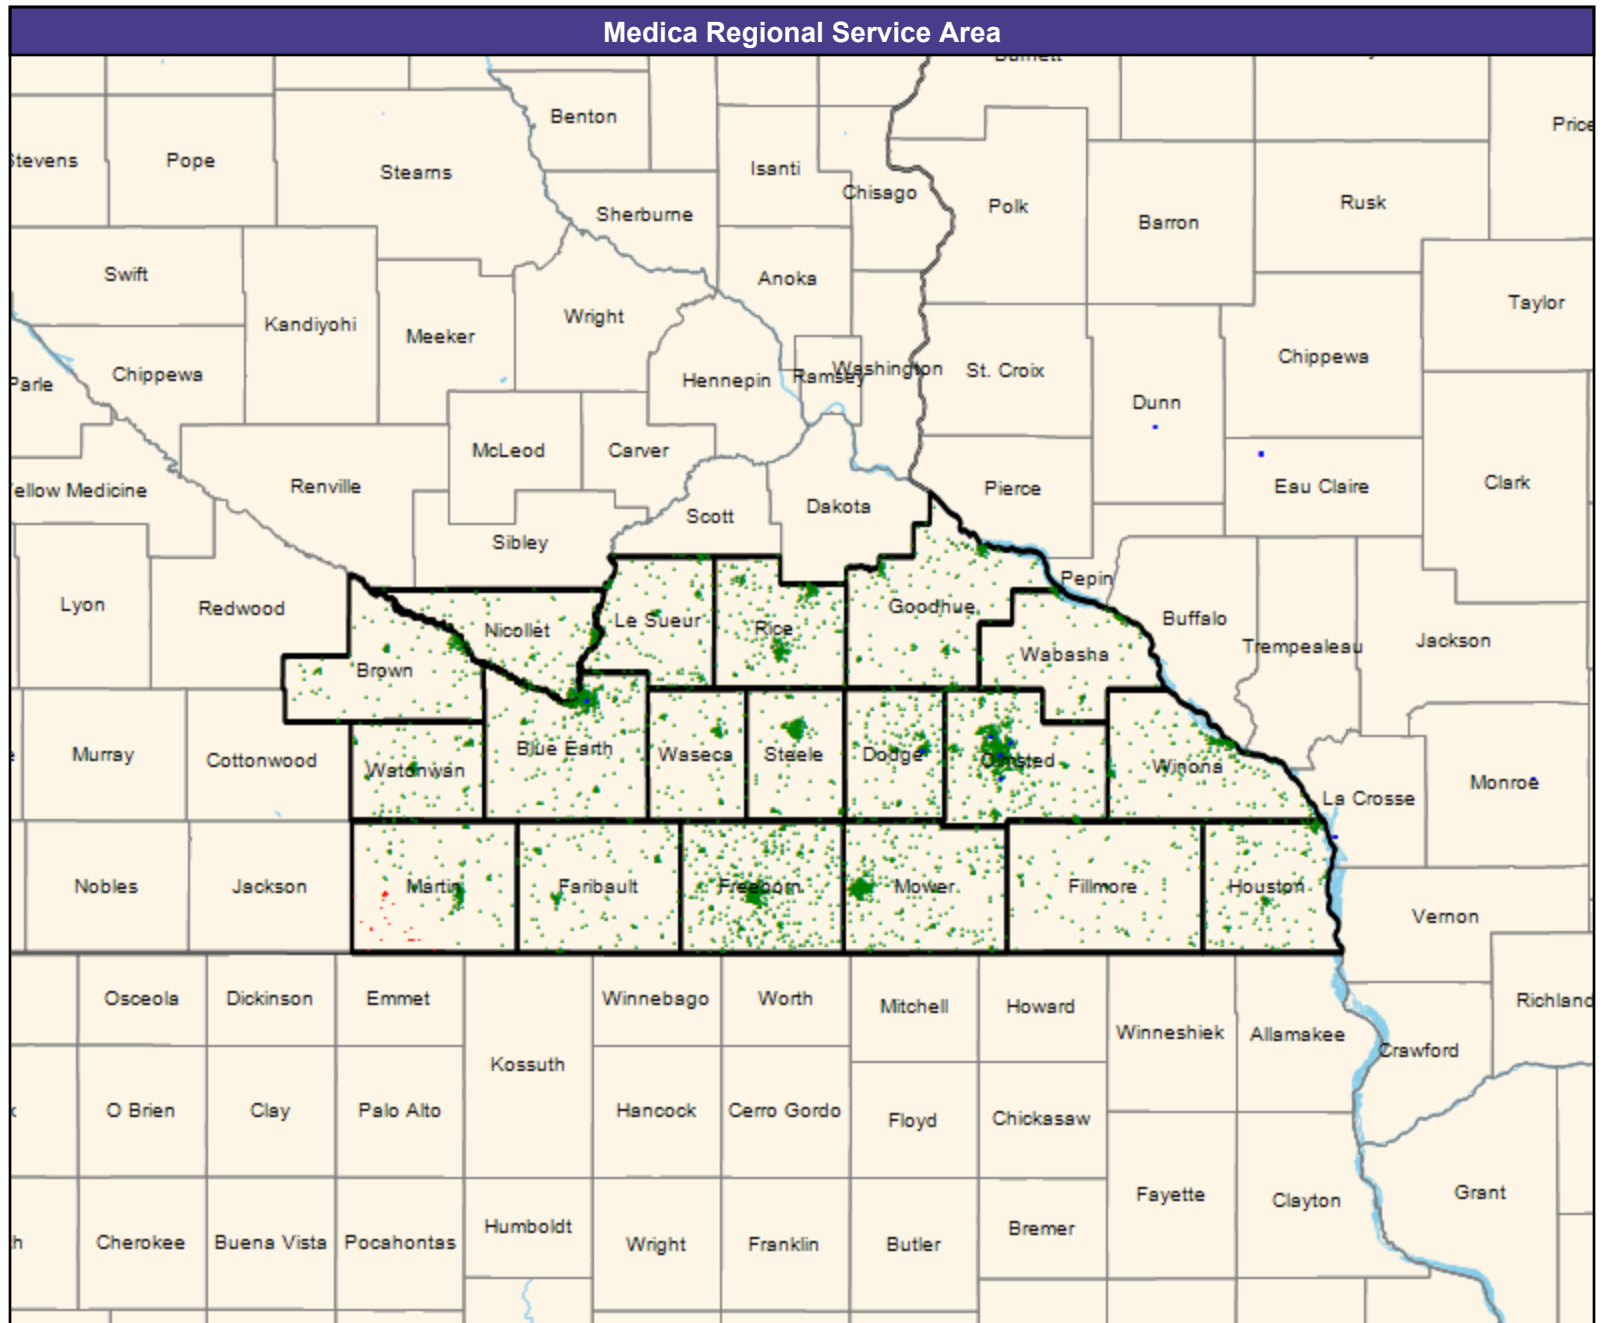 Medica Regional Service Area
Benton
Price
Stevens
Pope
Stearns
Isanti
Chisago
Sherburne
Polk
Barron
Rusk
Swift
Anoka
Taylor
Kandiyohi
Meeker
Wright
Chippewa
Parle
Chippewa
Hennepin
Ramsey
Washington
St. Croix
Dunn
McLeod
Carver
Renville
ellow Medicine
Pierce
Eau Claire
Clark
Dakota
Scott
Sibley
Pepin
Lyon
Redwood
Nicollet
Le Sueur
Rice
Goodhue
Buffalo
Trempealeau
Jackson
Brown
Wabasha
Murray
Cottonwood
Watonwan
Blue Earth
Waseca
Steele
Dodge
Olmsted
Winona
La Crosse
Monroe
Nobles
Jackson
Martin
Faribault
Freeborn
Mower
Fillmore
Houston
Vernon
Osceola
Dickinson
Emmet
Winnebago
Worth
Mitchell
Howard
Richland
Winneshiek
Allamakee
Crawford
Kossuth
O Brien
Clay
Palo Alto
Hancock
Cerro Gordo
Floyd
Chickasaw
Fayette
Clayton
Grant
Humboldt
Bremer
Cherokee
Buena Vista
Pocahontas
Wright
Franklin
Butler